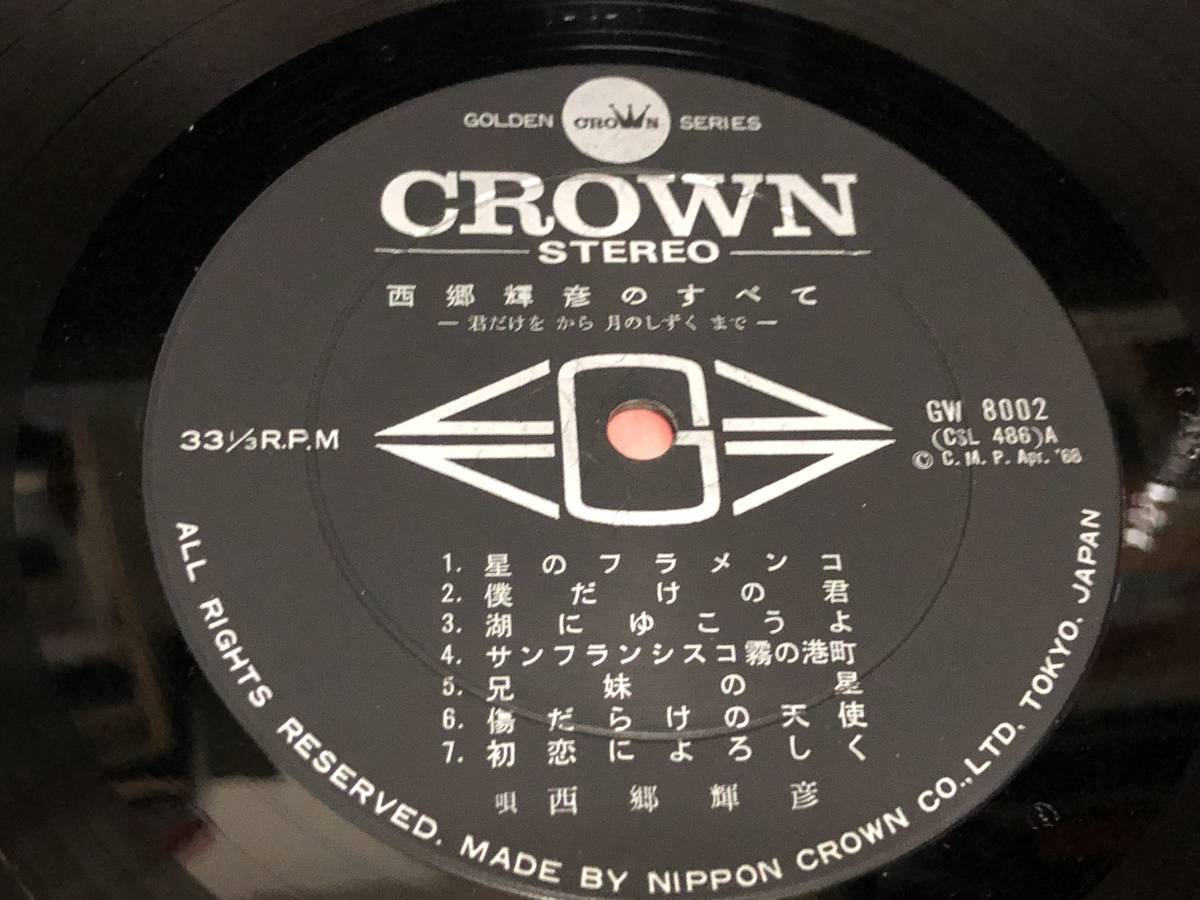 GOLDEN CROWN SERIES
CROWN
STEREO
西郷輝彦のすべて
— 君だけを から 月のしずく まで —
33 1/3 R.P.M
G
GW 8002
(CSL 486)A
Ⓒ C. M. P. Apr. '68
1. 星のフラメンコ
2. 僕だけの君
3. 湖にゆこうよ
4. サンフランシスコ霧の港町
5. 兄妹の星
6. 傷だらけの天使
7. 初恋によろしく
唄 西郷輝彦
ALL RIGHTS RESERVED. MADE BY NIPPON CROWN CO.,LTD. TOKYO. JAPAN